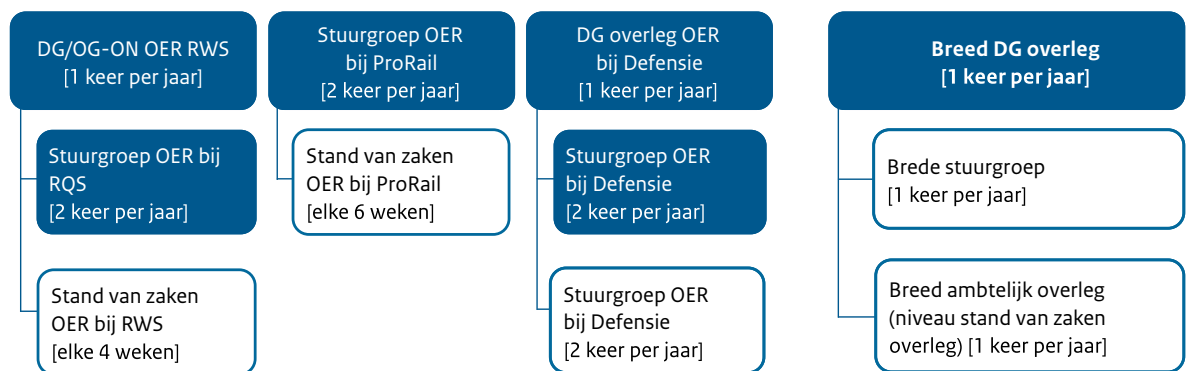 DG/OG-ON OER RWS
[1 keer per jaar]
Stuurgroep OER bij
RQS
[2 keer per jaar]
Stand van zaken
OER bij RWS
[elke 4 weken]
Stuurgroep OER
bij ProRail
[2 keer per jaar]
Stand van zaken
OER bij ProRail
[elke 6 weken]
DG overleg OER
bij Defensie
[1 keer per jaar]
Stuurgroep OER
bij Defensie
[2 keer per jaar]
Stuurgroep OER
bij Defensie
[2 keer per jaar]
Breed DG overleg
[1 keer per jaar]
Brede stuurgroep
[1 keer per jaar]
Breed ambtelijk overleg
(niveau stand van zaken
overleg) [1 keer per jaar]